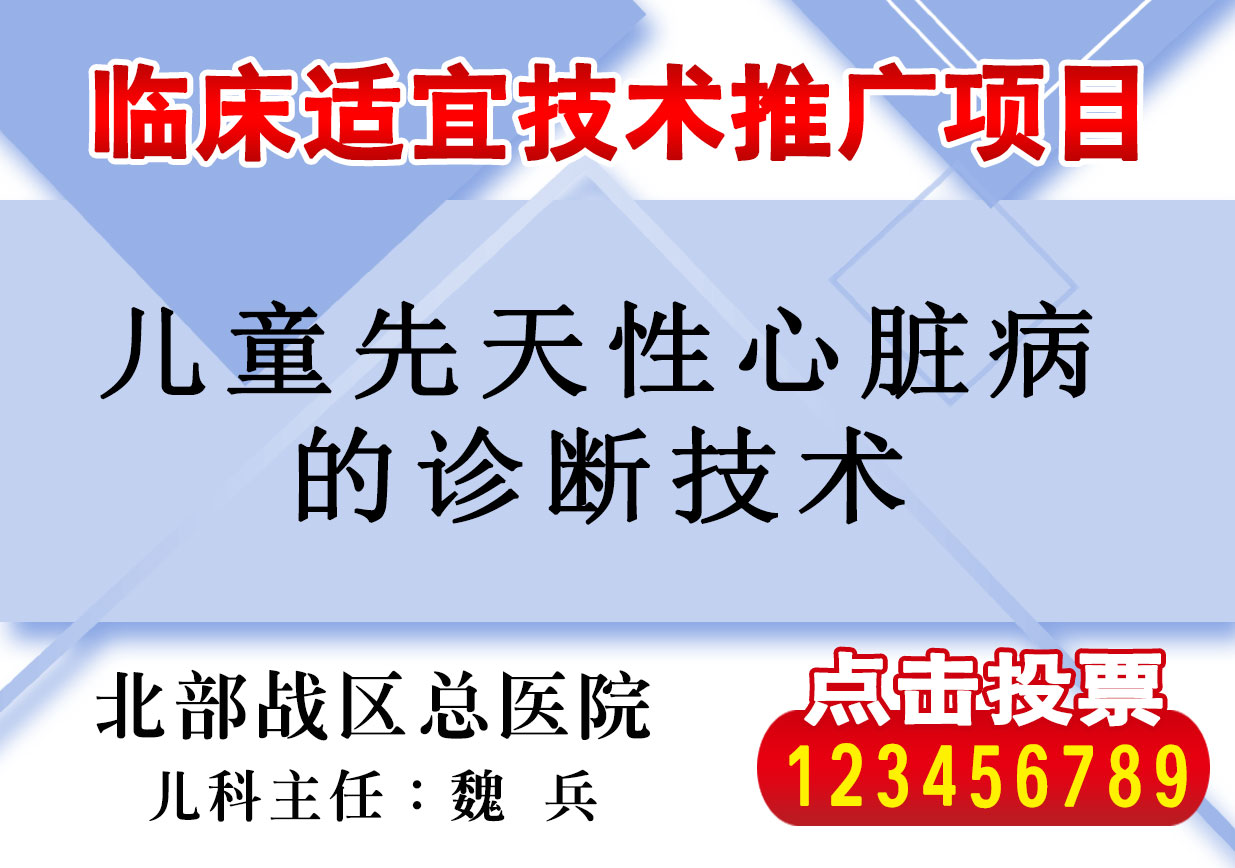 临床适宜技术推广项目
儿童先天性心脏病
的诊断技术
北部战区总医院
儿科主任：魏 兵
点击投票
123456789